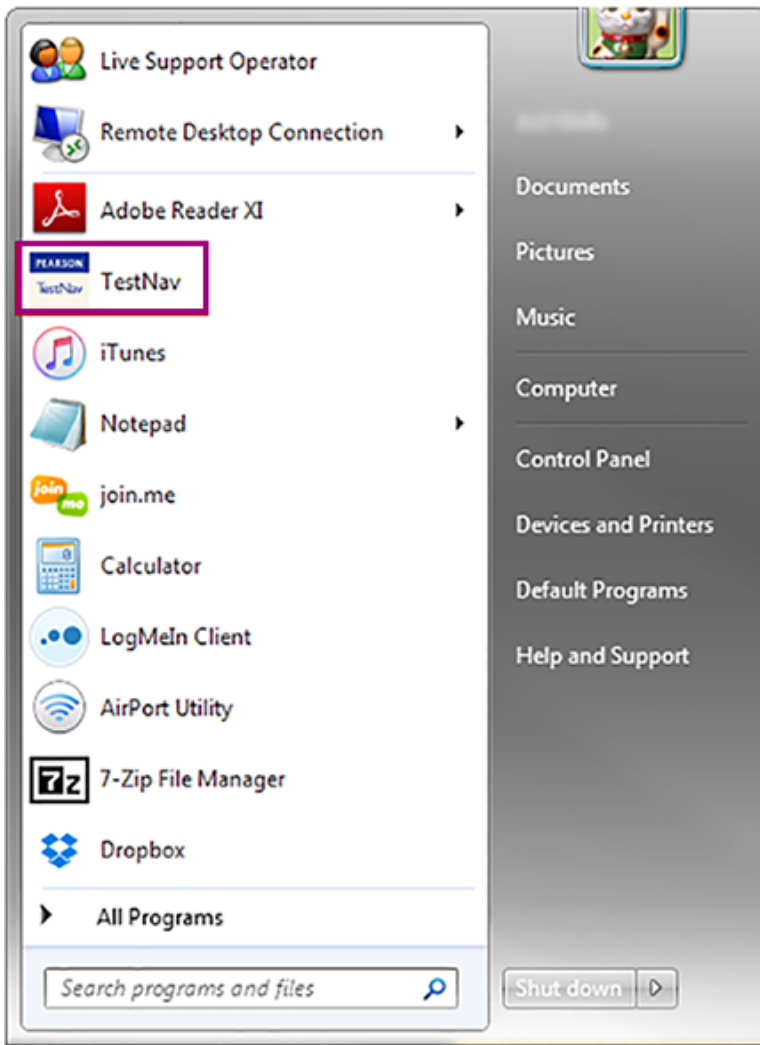 Live Support Operator
Remote Desktop Connection
Adobe Reader XI
PEARSON
TestNav
TestNav
iTunes
Notepad
join
me
join.me
Calculator
LogMeIn Client
AirPort Utility
7z
7-Zip File Manager
Dropbox
All Programs
Search programs and files
Documents
Pictures
Music
Computer
Control Panel
Devices and Printers
Default Programs
Help and Support
Shut down